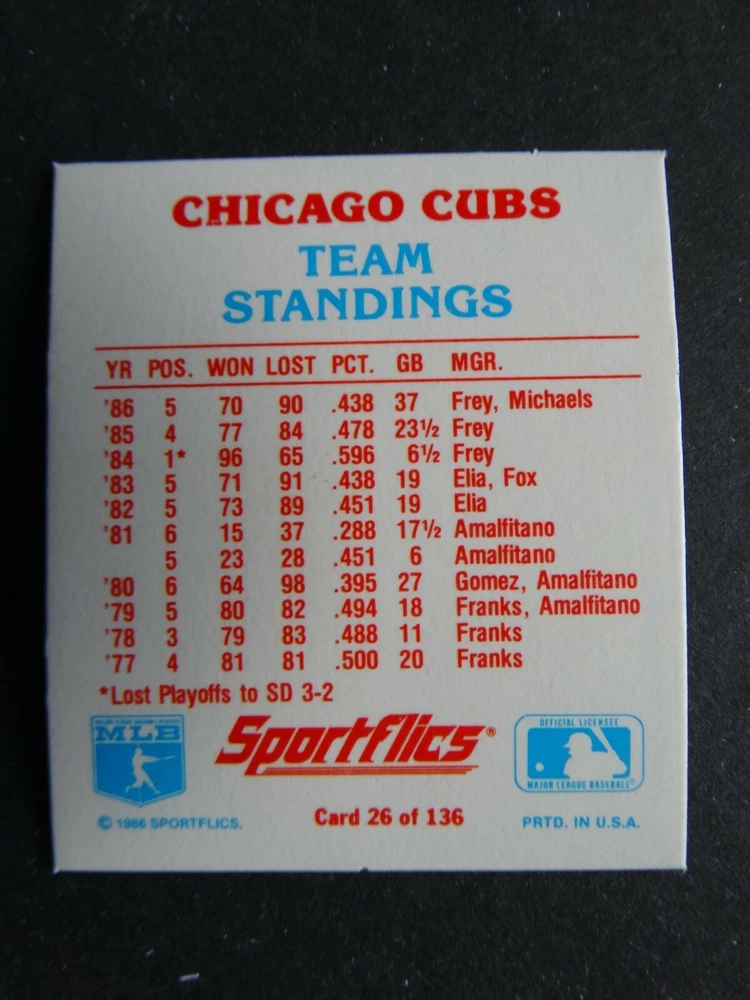 CHICAGO CUBS
TEAM
STANDINGS
YR POS. WON LOST PCT. GB MGR.
'86 5 70 90 .438 37 Frey, Michaels
'85 4 77 84 .478 23½ Frey
'84 1* 96 65 .596 6½ Frey
'83 5 71 91 .438 19 Elia, Fox
'82 5 73 89 .451 19 Elia
'81 6 15 37 .288 17½ Amalfitano
5 23 28 .451 6 Amalfitano
'80 6 64 98 .395 27 Gomez, Amalfitano
'79 5 80 82 .494 18 Franks, Amalfitano
'78 3 79 83 .488 11 Franks
'77 4 81 81 .500 20 Franks
*Lost Playoffs to SD 3-2
MAJOR LEAGUE BASEBALL PLAYERS
MLB
Sportflics®
OFFICIAL LICENSEE
MAJOR LEAGUE BASEBALL®
© 1986 SPORTFLICS.
Card 26 of 136
PRTD. IN U.S.A.